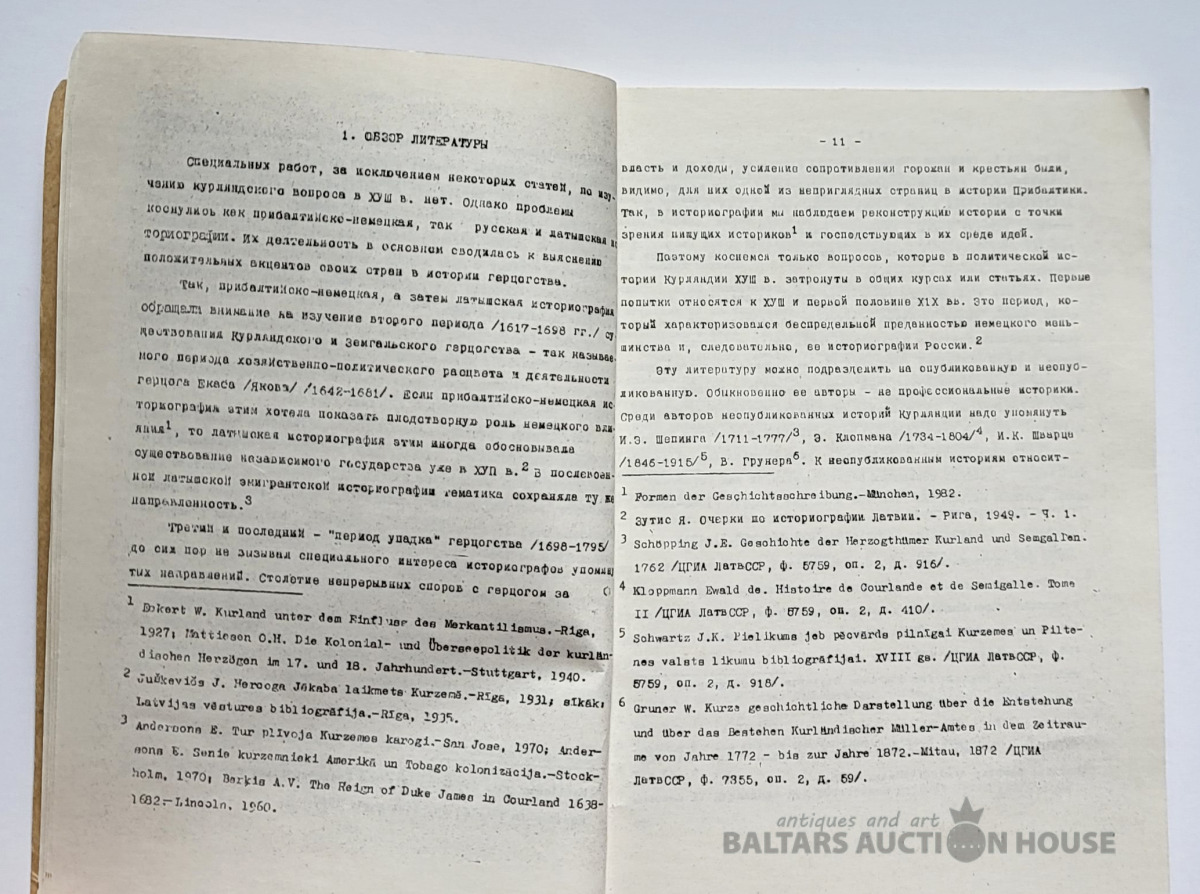 1. ОБЗОР ЛИТЕРАТУРЫ
Специальных работ, за исключением некоторых статей, по изу-
чению курляндского вопроса в ХУШ в. нет. Однако проблемы
коснулись как прибалтийско-немецкая, так русская и латышская ис
ториографии. Их деятельность в основном сводилась к выяснению
положительных акцентов своих стран в истории герцогства.
Так, прибалтийско-немецкая, а затем латышская историография
обращали внимание на изучение второго периода /1617-1698 гг./ су
ществования Курляндского и Земгальского герцогства - так называе-
мого периода хозяйственно-политического расцвета и деятельности
герцога Екаба /Якова/ /1642-1681/. Если прибалтийско-немецкая ис
ториография этим хотела показать плодотворную роль немецкого вли-
яния1, то латышская историография этим иногда обосновывала
существование независимого государства уже в ХУП в.2 В послевоен-
ной латышской эмигрантской историографии тематика сохраняла ту же
направленность.3
Третий и последний - "период упадка" герцогства /1698-1795/
до сих пор не вызывал специального интереса историографов упомян
тых направлений. Столетие непрерывных споров с герцогом за
1 Eckert W. Kurland unter dem Einfluss des Merkantilismus.-Riga,
1927; Mattiesen O.H. Die Kolonial- und Überseepolitik der kurlän-
dischen Herzögen im 17. und 18. Jahrhundert.-Stuttgart, 1940.
2 Juškevičs J. Hercoga Jēkaba laikmets Kurzemē.-Rīga, 1931; sīkāk:
Latvijas vēstures bibliogrāfija.-Rīga, 1935.
3 Andersons E. Tur plīvoja Kurzemes karogi.-San Jose, 1970; Ander-
sons E. Senie kurzemnieki Amerikā un Tobago kolonizācija.-Stock-
holm, 1970; Berķis A.V. The Reign of Duke James in Courland 1638-
1682.-Lincoln, 1960.
- 11 -
власть и доходы, усиление сопротивления горожан и крестьян были,
видимо, для них одной из неприглядных страниц в истории Прибалтики.
Так, в историографии мы наблюдаем реконструкцию истории с точки
зрения пишущих историков1 и господствующих в их среде идей.
Поэтому коснемся только вопросов, которые в политической ис-
тории Курляндии ХУШ в. затронуты в общих курсах или статьях. Первые
попытки относятся к ХУШ и первой половине XIX вв. Это период, ко-
торый характеризовался беспредельной преданностью немецкого мень-
шинства и, следовательно, ее историографии России.2
Эту литературу можно подразделить на опубликованную и неопуб-
ликованную. Обыкновенно ее авторы - не профессиональные историки.
Среди авторов неопубликованных историй Курляндии надо упомянуть
И.Э. Шепинга /1711-1777/3, Э. Клопмана /1734-1804/4, И.К. Шварца
/1846-1915/5, В. Грунера6. К неопубликованным историям относит-
1 Formen der Geschichtsschreibung.-München, 1982.
2 Зутис Я. Очерки по историографии Латвии. - Рига, 1949. - Ч. 1.
3 Schöpping J.E. Geschichte der Herzogthümer Kurland und Semgallen.
1762 /ЦГИА ЛатвССР, ф. 5759, оп. 2, д. 916/.
4 Kloppmann Ewald de. Histoire de Courlande et de Semigalle. Tome
II /ЦГИА ЛатвССР, ф. 5759, оп. 2, д. 410/.
5 Schwartz J.K. Pielikums jeb pēcvārds pilnīgai Kurzemes un Pilte-
nes valsts likumu bibliogrāfijai. XVIII gs. /ЦГИА ЛатвССР, ф.
5759, оп. 2, д. 918/.
6 Gruner W. Kurze geschichtliche Darstellung über die Entstehung
und über das Bestehen Kurländischer Müller-Amtes in dem Zeitrau-
me von Jahre 1772 - bis zur Jahre 1872.-Mitau, 1872 /ЦГИА
ЛатвССР, ф. 7355, оп. 2, д. 59/.
antiques and art
BALTARS AUCTION HOUSE